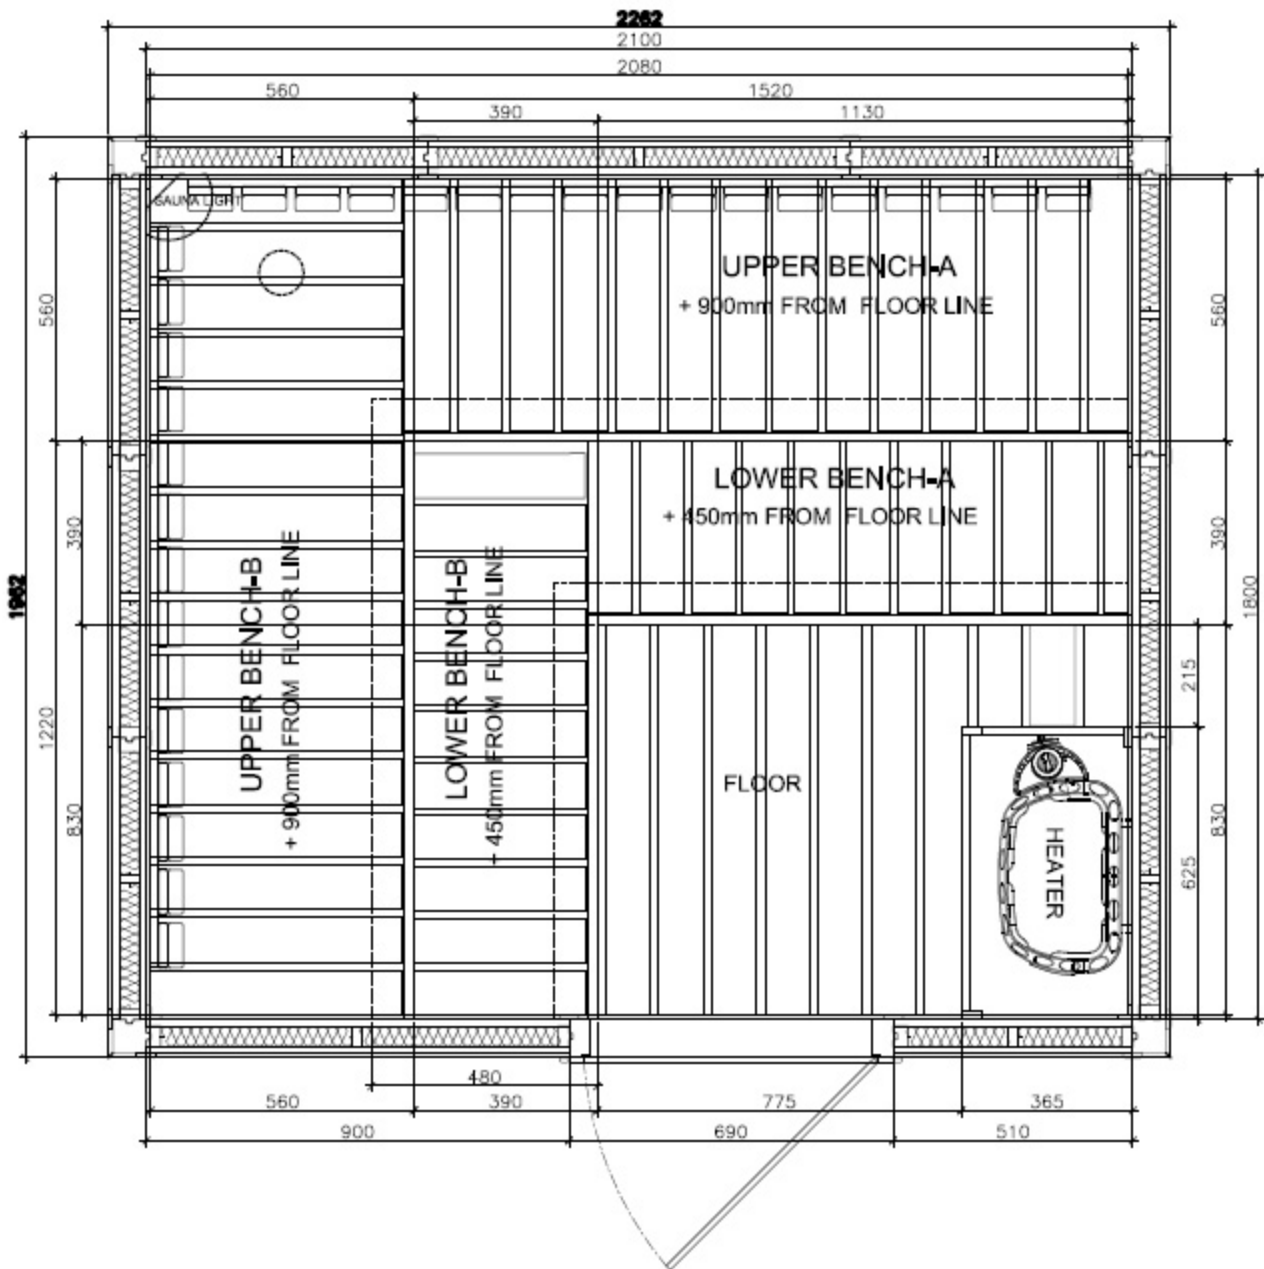 2262
2100
2080
560 1520
390 1130
SAUNA LIGHT
UPPER BENCH-A
+ 900mm FROM FLOOR LINE
560
560
LOWER BENCH-A
+ 450mm FROM FLOOR LINE
390
390
1962
1800
UPPER BENCH-B
+ 900mm FROM FLOOR LINE
LOWER BENCH-B
+ 450mm FROM FLOOR LINE
215
1220
830
FLOOR
HEATER
830
625
480
560 390 775 365
900 690 510